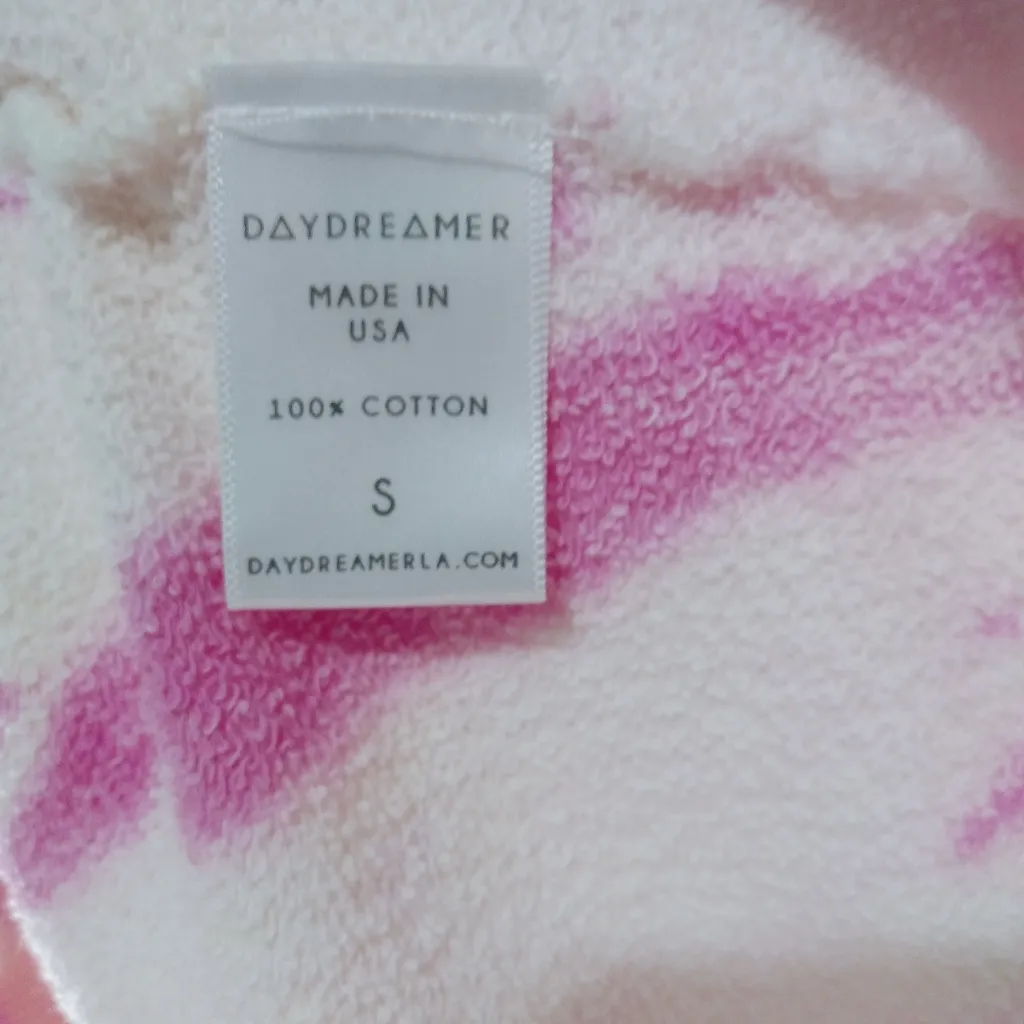 DAYDREAMER
MADE IN
USA
100% COTTON
S
DAYDREAMERLA.COM